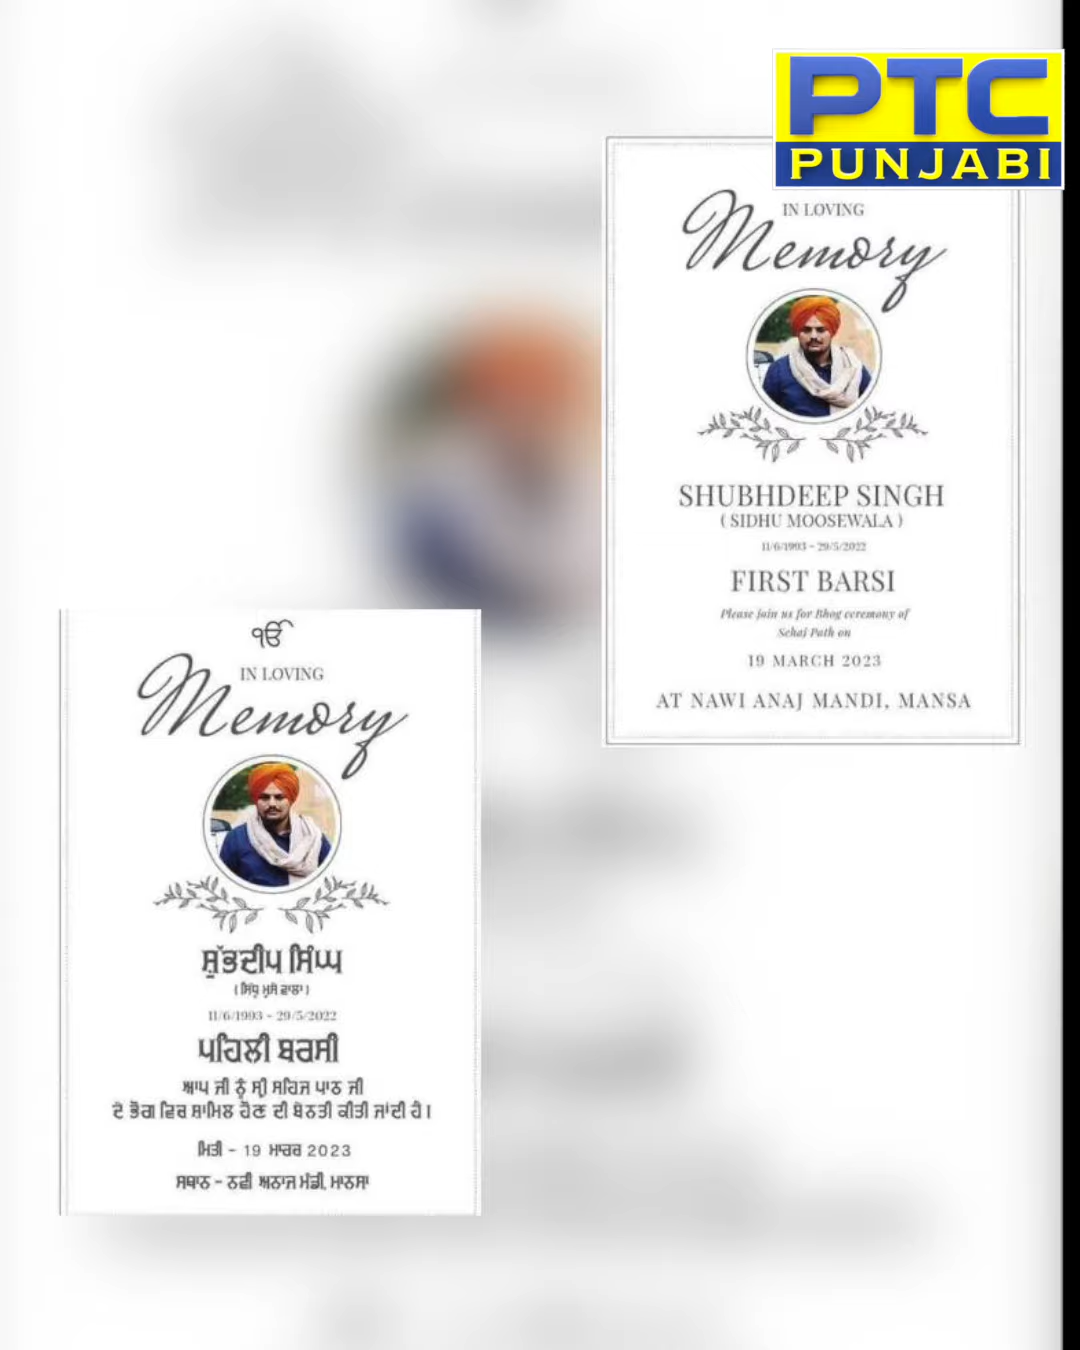 PTC
PUNJABI
IN LOVING
Memory
SHUBHDEEP SINGH
( SIDHU MOOSEWALA )
11/6/1993 - 29/5/2022
FIRST BARSI
Please join us for Bhog ceremony of
Sehaj Path on
19 MARCH 2023
AT NAWI ANAJ MANDI, MANSA
ੴ
IN LOVING
Memory
ਸ਼ੁੱਭਦੀਪ ਸਿੰਘ
( ਸਿੱਧੂ ਮੂਸੇ ਵਾਲਾ )
11/6/1993 - 29/5/2022
ਪਹਿਲੀ ਬਰਸੀ
ਆਪ ਜੀ ਨੂੰ ਸ੍ਰੀ ਸਹਿਜ ਪਾਠ ਜੀ
ਦੇ ਭੋਗ ਵਿਚ ਸ਼ਾਮਿਲ ਹੋਣ ਦੀ ਬੇਨਤੀ ਕੀਤੀ ਜਾਂਦੀ ਹੈ।
ਮਿਤੀ - 19 ਮਾਰਚ 2023
ਸਥਾਨ - ਨਵੀ ਅਨਾਜ ਮੰਡੀ, ਮਾਨਸਾ